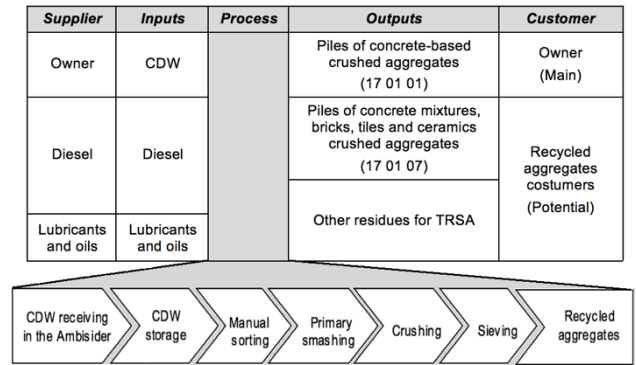 Supplier Inputs Process Outputs Customer
Owner
CDW
Piles of concrete-based
crushed aggregates
(17 01 01)
Owner
(Main)
Diesel
Diesel
Piles of concrete mixtures,
bricks, tiles and ceramics
crushed aggregates
(17 01 07)
Recycled
aggregates
costumers
(Potential)
Other residues for TRSA
Lubricants
and oils
Lubricants
and oils
CDW receiving
in the Ambisider
CDW
storage
Manual
sorting
Primary
smashing
Crushing
Sieving
Recycled
aggregates